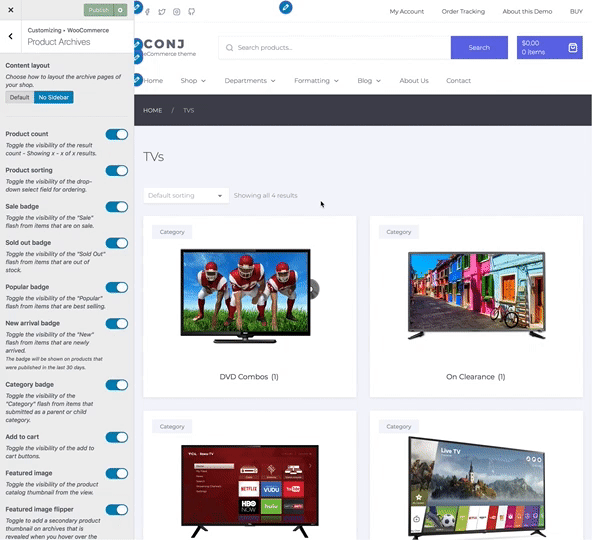 Publish
Customizing • WooCommerce
Product Archives
Content layout
Choose how to layout the archive pages of
your shop.
Default
No Sidebar
Product count
Toggle the visibility of the result
count - Showing x - x of x results.
Product sorting
Toggle the visibility of the drop-
down select field for ordering.
Sale badge
Toggle the visibility of the "Sale"
flash from items that are on sale.
Sold out badge
Toggle the visibility of the "Sold Out"
flash from items that are out of
stock.
Popular badge
Toggle the visibility of the "Popular"
flash from items that are best selling.
New arrival badge
Toggle the visibility of the "New"
flash from items that are newly
arrived.
The badge will be shown on products that
were published in the last 30 days.
Category badge
Toggle the visibility of the
"Category" flash from items that
submitted as a parent or child
category.
Add to cart
Toggle the visibility of the add to
cart buttons.
Featured image
Toggle the visibility of the product
catalog thumbnail from the view.
Featured image flipper
Toggle to add a secondary product
thumbnail on archives that is
revealed when you hover over the
My Account
Order Tracking
About this Demo
BUY
CONJ
eCommerce theme
Search products...
Search
$0.00
0 items
Home
Shop
Departments
Formatting
Blog
About Us
Contact
HOME / TVS
TVs
Default sorting
Showing all 4 results
Category
Category
DVD Combos (1)
On Clearance (1)
Category
Category
TCL Roku TV
NETFLIX
VUDU
YouTube
HBO NOW
hulu
Live TV